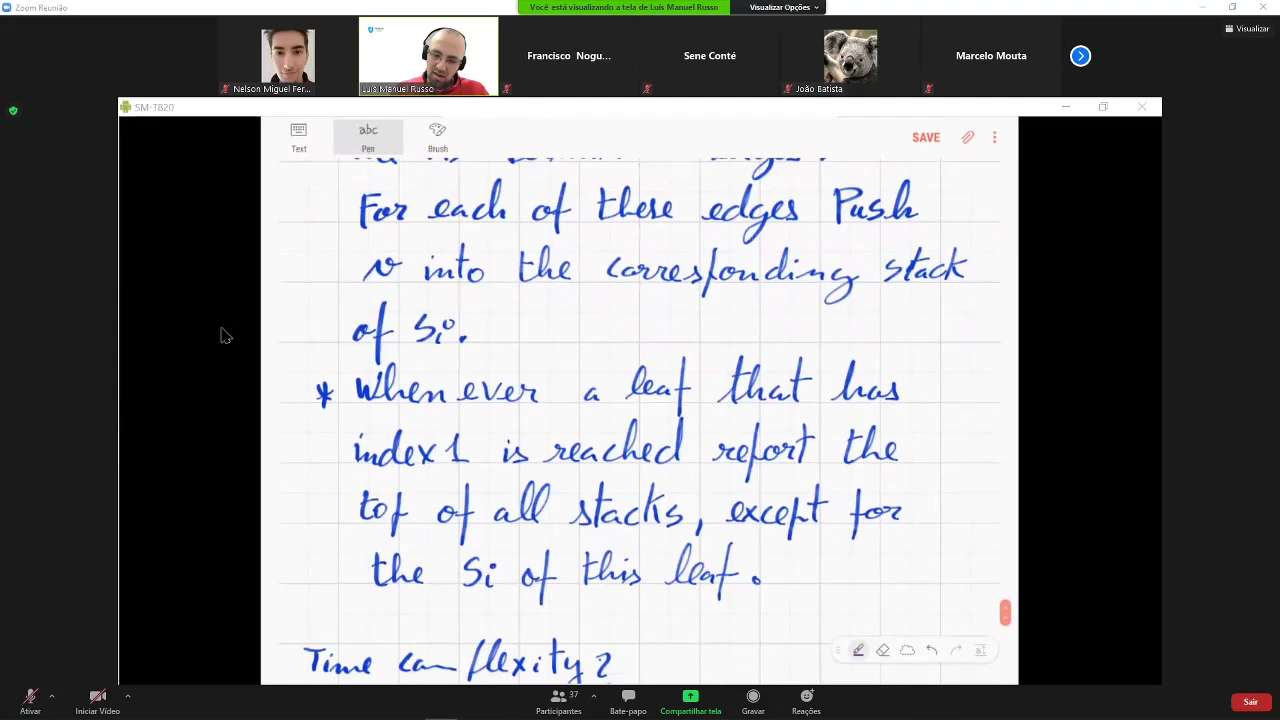 Zoom Reunião
Você está visualizando a tela de Luís Manuel Russo
Visualizar Opções
Visualizar
Nelson Miguel Fer...
Luís Manuel Russo
Francisco Nogu...
Sene Conté
João Batista
Marcelo Mouta
SM-T820
Text
abc
Pen
Brush
SAVE
edges.
For each of these edges Push
v into the corresponding stack
of Si.
* Whenever a leaf that has
index 1 is reached report the
top of all stacks, except for
the Si of this leaf.
Time complexity?
Ativar
Iniciar Vídeo
37
Participantes
Bate-papo
Compartilhar tela
Gravar
Reações
Sair